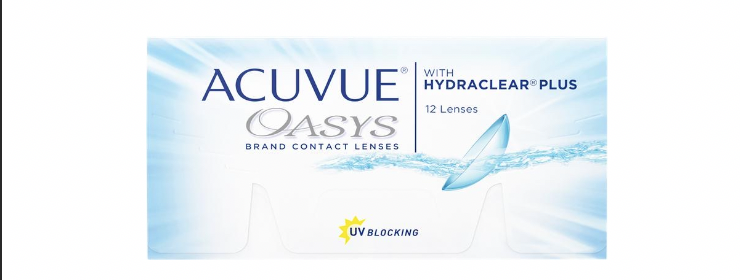 ACUVUE®
OASYS
BRAND CONTACT LENSES
WITH
HYDRACLEAR® PLUS
12 Lenses
UV BLOCKING